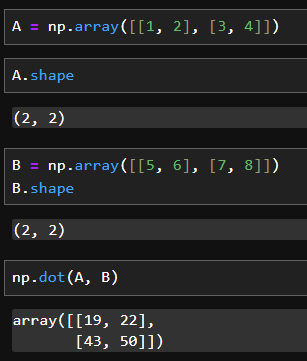 A = np.array([[1, 2], [3, 4]])
A.shape
(2, 2)
B = np.array([[5, 6], [7, 8]])
B.shape
(2, 2)
np.dot(A, B)
array([[19, 22],
       [43, 50]])